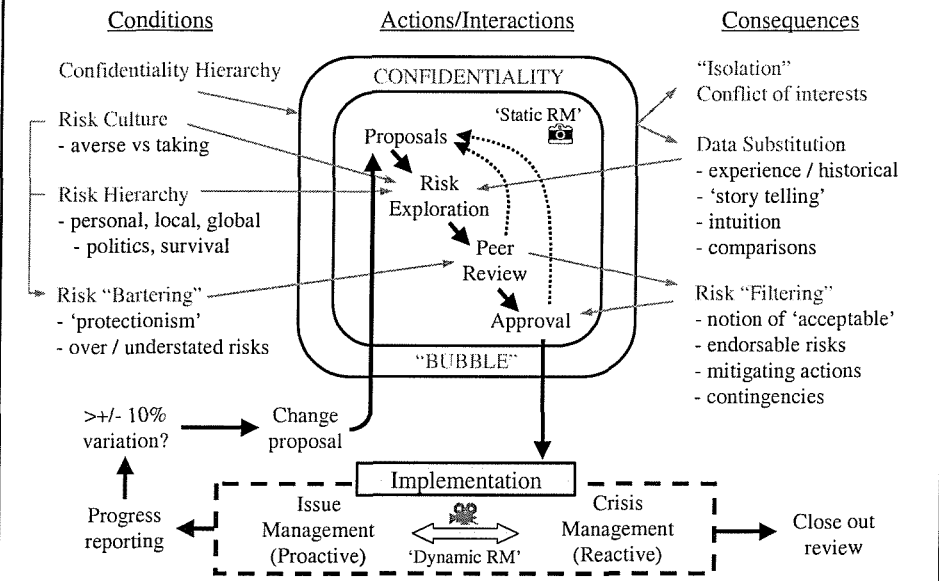 Conditions
Actions/Interactions
Consequences
Confidentiality Hierarchy
Risk Culture
- averse vs taking
Risk Hierarchy
- personal, local, global
- politics, survival
Risk “Bartering”
- ‘protectionism’
- over / understated risks
CONFIDENTIALITY
‘Static RM’
Proposals
Risk
Exploration
Peer
Review
Approval
“BUBBLE”
“Isolation”
Conflict of interests
Data Substitution
- experience / historical
- ‘story telling’
- intuition
- comparisons
Risk “Filtering”
- notion of ‘acceptable’
- endorsable risks
- mitigating actions
- contingencies
>+/- 10%
variation?
Change
proposal
Implementation
Progress
reporting
Issue
Management
(Proactive)
‘Dynamic RM’
Crisis
Management
(Reactive)
Close out
review